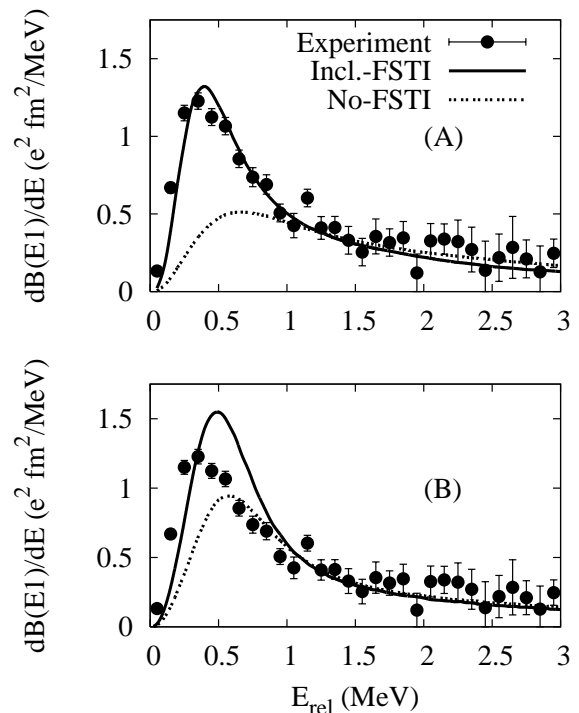 dB(E1)/dE (e² fm²/MeV)
1.5
1
0.5
0
Experiment
Incl.-FSTI
No-FSTI
(A)
0 0.5 1 1.5 2 2.5 3
dB(E1)/dE (e² fm²/MeV)
1.5
1
0.5
0
(B)
0 0.5 1 1.5 2 2.5 3
E_rel (MeV)